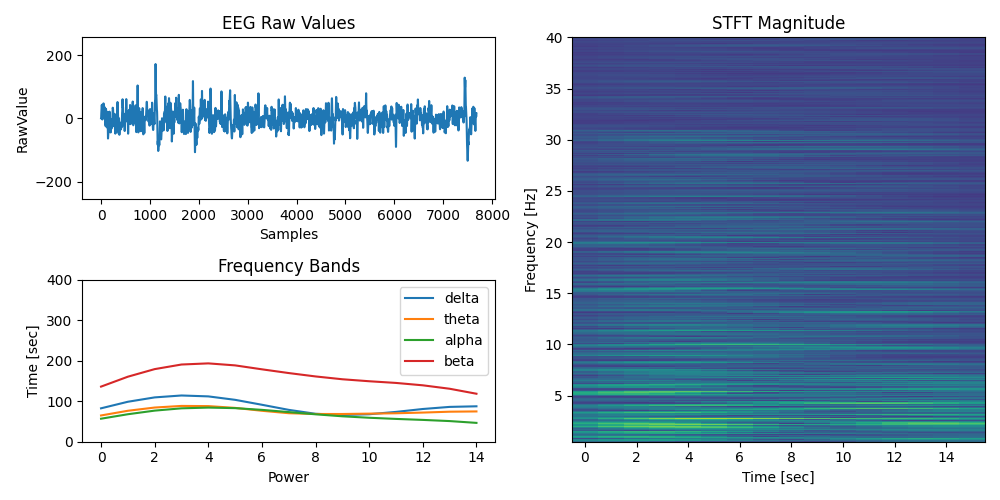 EEG Raw Values
200
0
−200
RawValue
0 1000 2000 3000 4000 5000 6000 7000 8000
Samples
Frequency Bands
400
300
200
100
0
Time [sec]
delta
theta
alpha
beta
0 2 4 6 8 10 12 14
Power
STFT Magnitude
40
35
30
25
20
15
10
5
Frequency [Hz]
0 2 4 6 8 10 12 14
Time [sec]